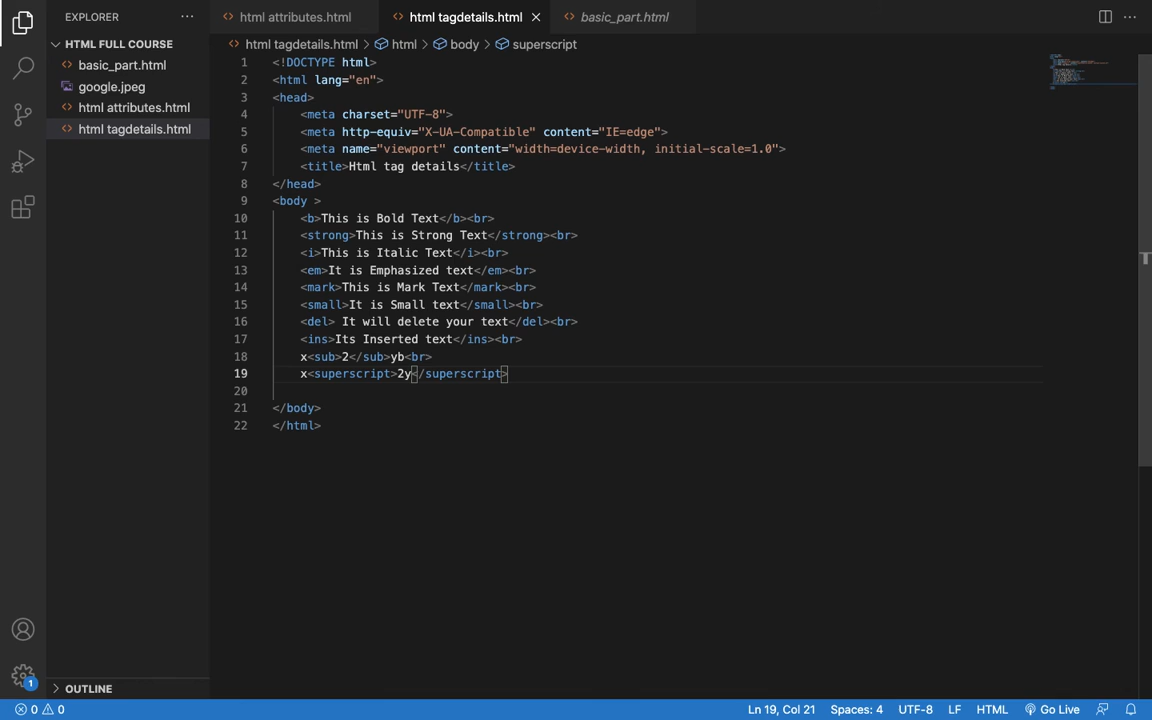 EXPLORER
HTML FULL COURSE
basic_part.html
google.jpeg
html attributes.html
html tagdetails.html
OUTLINE
html attributes.html
html tagdetails.html
basic_part.html
html tagdetails.html > html > body > superscript
1 <!DOCTYPE html>
2 <html lang="en">
3 <head>
4 <meta charset="UTF-8">
5 <meta http-equiv="X-UA-Compatible" content="IE=edge">
6 <meta name="viewport" content="width=device-width, initial-scale=1.0">
7 <title>Html tag details</title>
8 </head>
9 <body >
10 <b>This is Bold Text</b><br>
11 <strong>This is Strong Text</strong><br>
12 <i>This is Italic Text</i><br>
13 <em>It is Emphasized text</em><br>
14 <mark>This is Mark Text</mark><br>
15 <small>It is Small text</small><br>
16 <del> It will delete your text</del><br>
17 <ins>Its Inserted text</ins><br>
18 x<sub>2</sub>yb<br>
19 x<superscript>2y</superscript>
20
21 </body>
22 </html>
1
0 0
Ln 19, Col 21 Spaces: 4 UTF-8 LF HTML Go Live